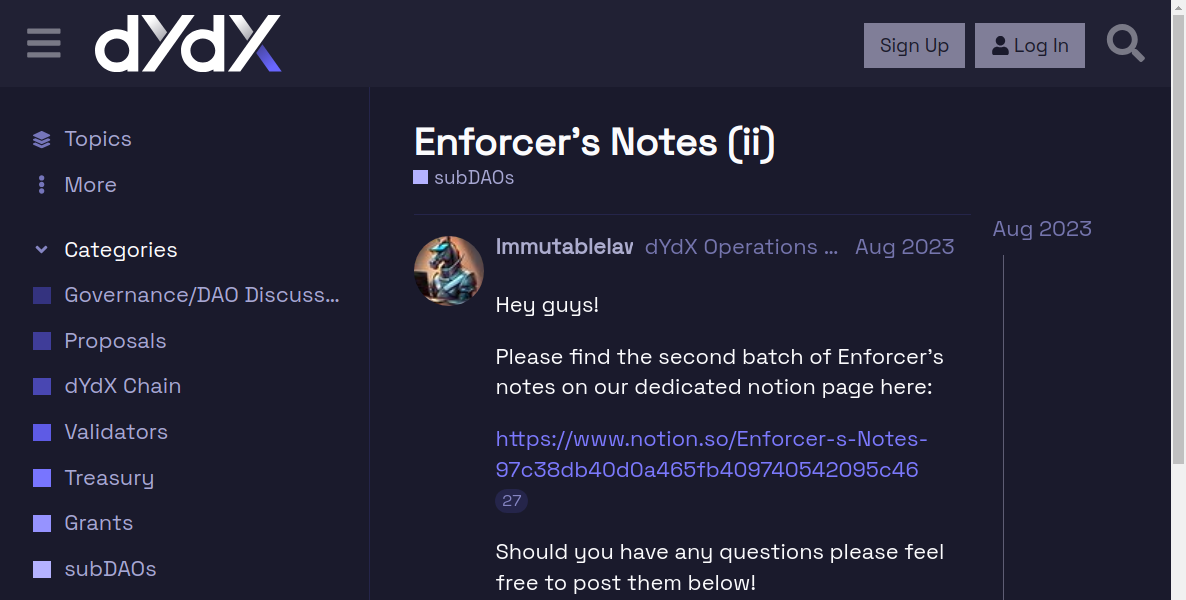 dYdX
Sign Up
Log In
Topics
More
Categories
Governance/DAO Discuss...
Proposals
dYdX Chain
Validators
Treasury
Grants
subDAOs
Enforcer's Notes (ii)
subDAOs
Immutablelaw dYdX Operations ... Aug 2023
Aug 2023
Hey guys!
Please find the second batch of Enforcer's
notes on our dedicated notion page here:
https://www.notion.so/Enforcer-s-Notes-
97c38db40d0a465fb409740542095c46
27
Should you have any questions please feel
free to post them below!